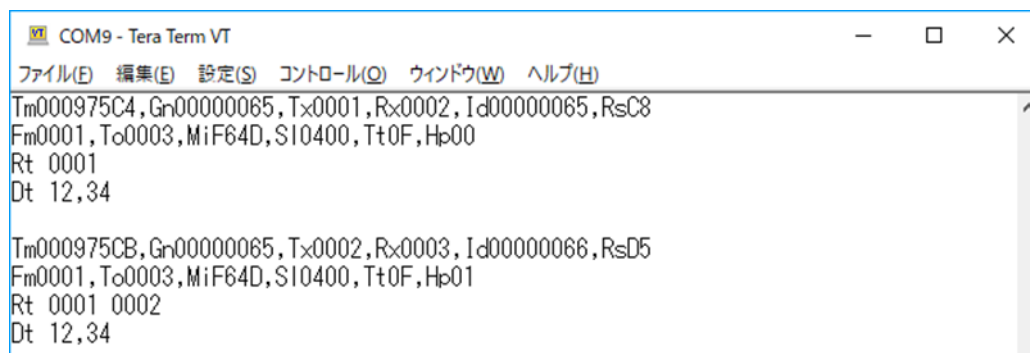 COM9 - Tera Term VT
ファイル(F) 編集(E) 設定(S) コントロール(O) ウィンドウ(W) ヘルプ(H)
Tm000975C4,Gn00000065,Tx0001,Rx0002,Id00000065,RsC8
Fm0001,To0003,MiF64D,Sl0400,Tt0F,Hp00
Rt 0001
Dt 12,34
Tm000975CB,Gn00000065,Tx0002,Rx0003,Id00000066,RsD5
Fm0001,To0003,MiF64D,Sl0400,Tt0F,Hp01
Rt 0001 0002
Dt 12,34